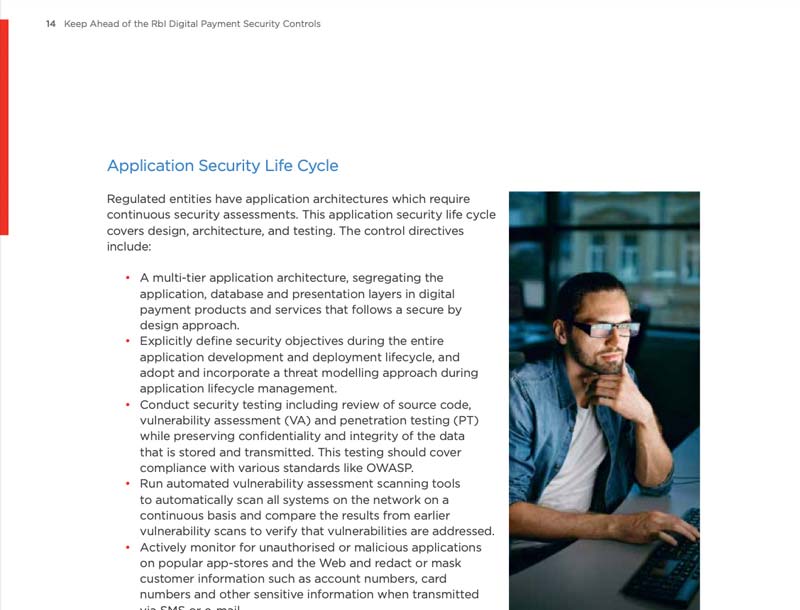 14 Keep Ahead of the RbI Digital Payment Security Controls
Application Security Life Cycle
Regulated entities have application architectures which require
continuous security assessments. This application security life cycle
covers design, architecture, and testing. The control directives
include:
• A multi-tier application architecture, segregating the
application, database and presentation layers in digital
payment products and services that follows a secure by
design approach.
• Explicitly define security objectives during the entire
application development and deployment lifecycle, and
adopt and incorporate a threat modelling approach during
application lifecycle management.
• Conduct security testing including review of source code,
vulnerability assessment (VA) and penetration testing (PT)
while preserving confidentiality and integrity of the data
that is stored and transmitted. This testing should cover
compliance with various standards like OWASP.
• Run automated vulnerability assessment scanning tools
to automatically scan all systems on the network on a
continuous basis and compare the results from earlier
vulnerability scans to verify that vulnerabilities are addressed.
• Actively monitor for unauthorised or malicious applications
on popular app-stores and the Web and redact or mask
customer information such as account numbers, card
numbers and other sensitive information when transmitted
via SMS or e-mail.